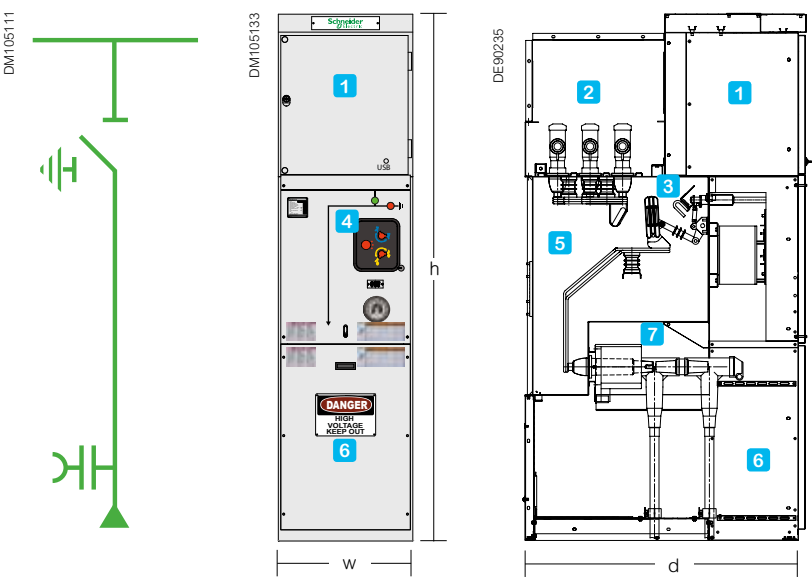 DM105111
DM105133
Schneider
Electric
1
USB
4
DANGER
HIGH
VOLTAGE
KEEP OUT
6
h
w
DE90235
2
1
3
5
7
6
d